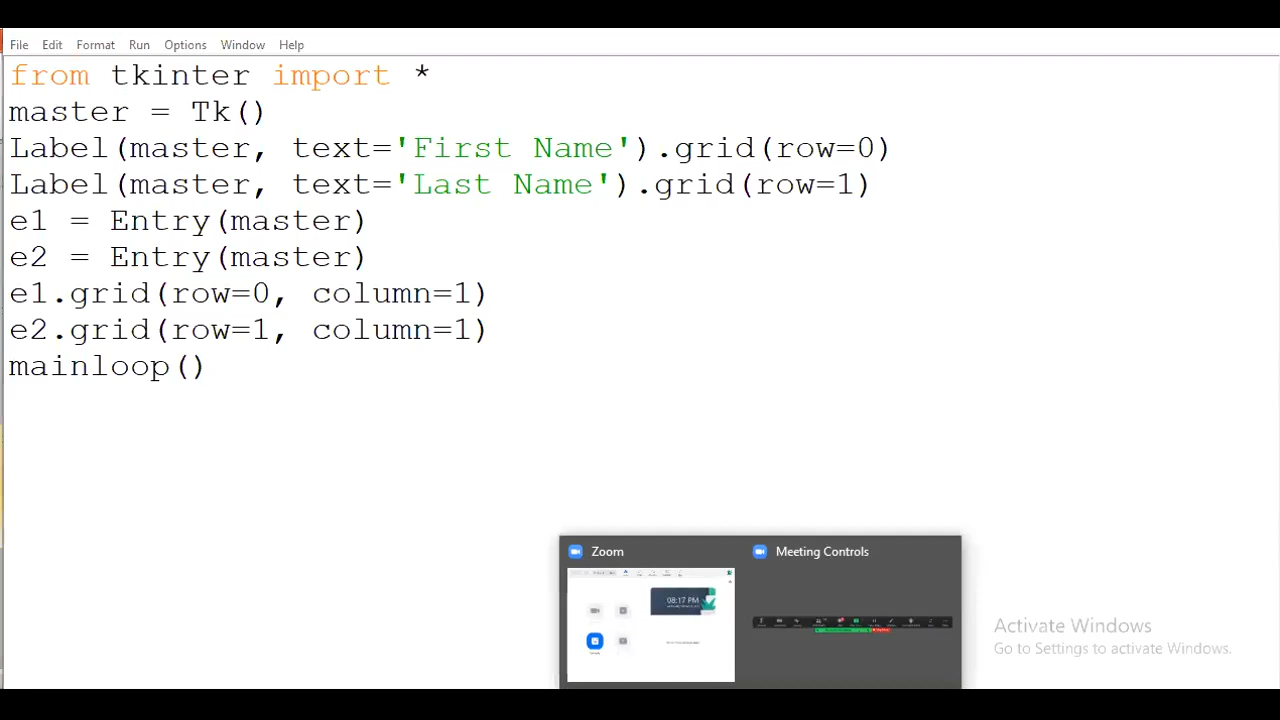 File Edit Format Run Options Window Help
from tkinter import *
master = Tk()
Label(master, text='First Name').grid(row=0)
Label(master, text='Last Name').grid(row=1)
e1 = Entry(master)
e2 = Entry(master)
e1.grid(row=0, column=1)
e2.grid(row=1, column=1)
mainloop()
Zoom
Meeting Controls
08:17 PM
Activate Windows
Go to Settings to activate Windows.